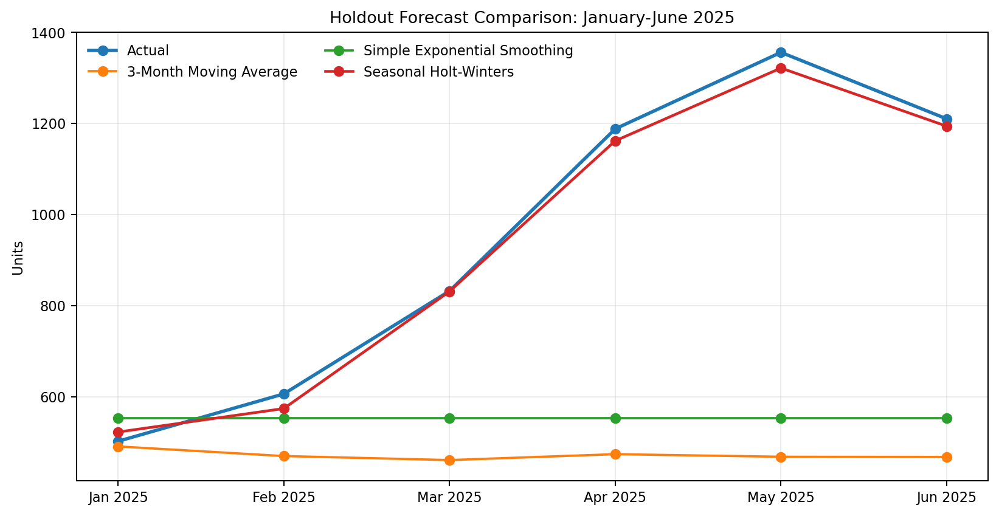 Holdout Forecast Comparison: January-June 2025
Actual
3-Month Moving Average
Simple Exponential Smoothing
Seasonal Holt-Winters
Units
1400
1200
1000
800
600
Jan 2025
Feb 2025
Mar 2025
Apr 2025
May 2025
Jun 2025